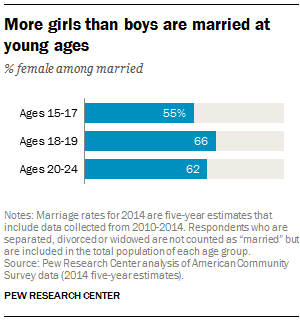 More girls than boys are married at
young ages
% female among married
Ages 15-17 55%
Ages 18-19 66
Ages 20-24 62
Notes: Marriage rates for 2014 are five-year estimates that
include data collected from 2010-2014. Respondents who are
separated, divorced or widowed are not counted as “married” but
are included in the total population of each age group.
Source: Pew Research Center analysis of American Community
Survey data (2014 five-year estimates).
PEW RESEARCH CENTER